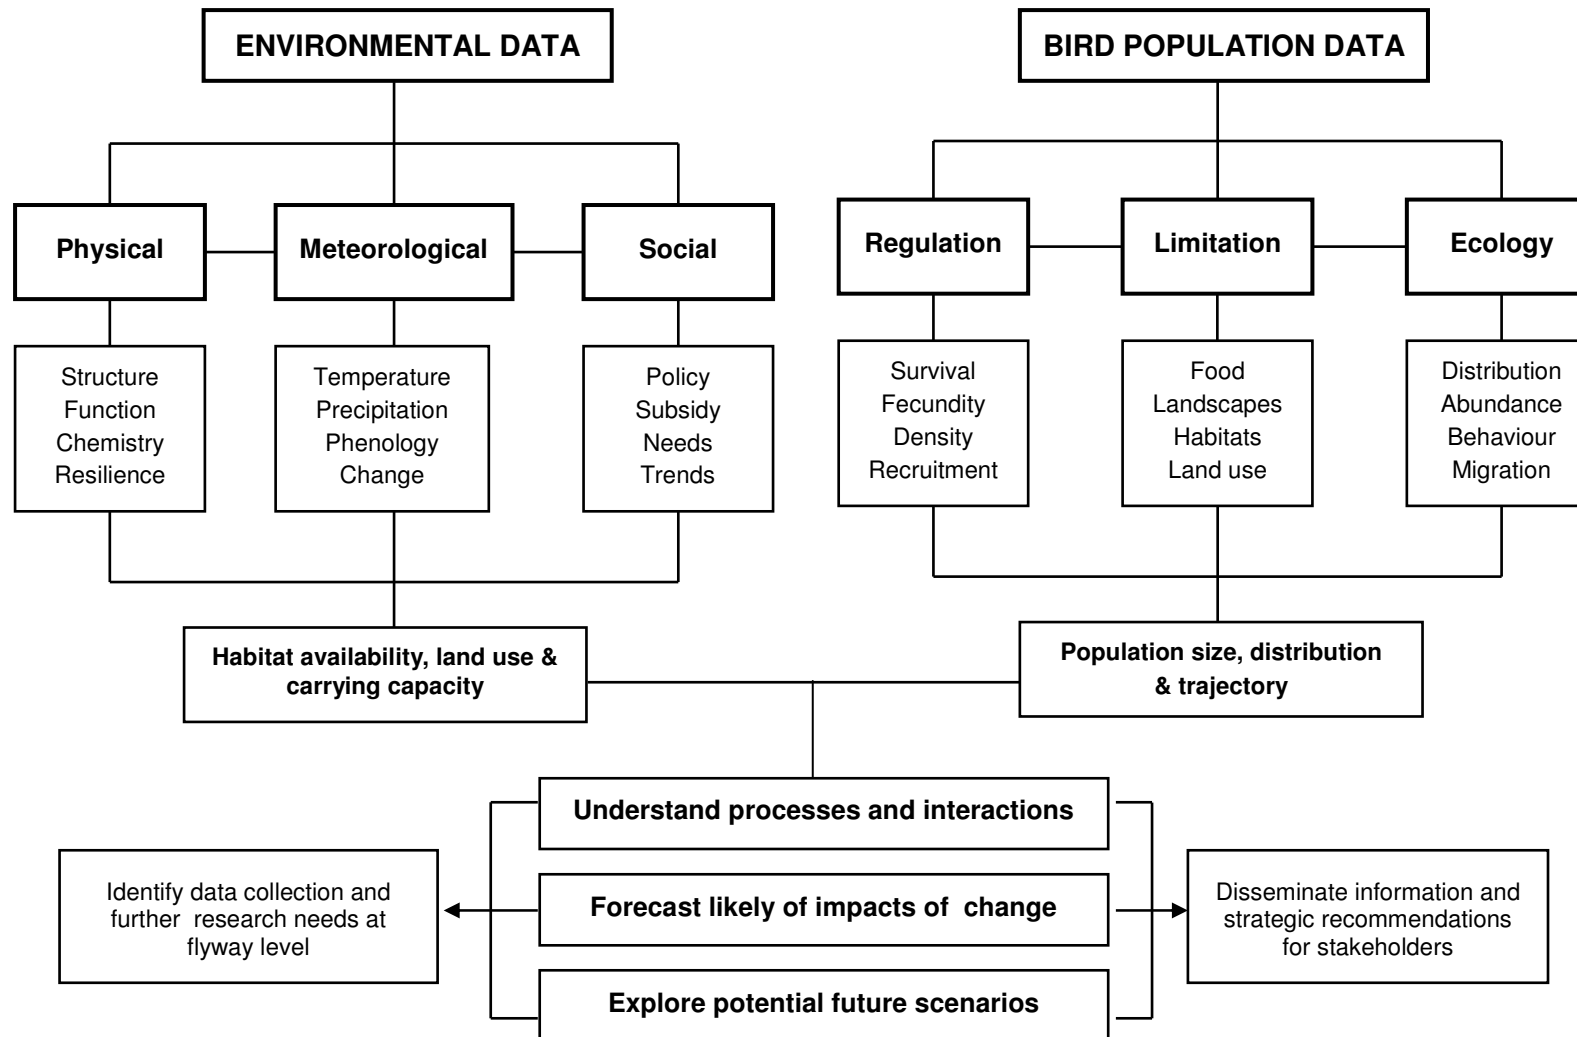 ENVIRONMENTAL DATA
BIRD POPULATION DATA
Physical
Meteorological
Social
Regulation
Limitation
Ecology
Structure
Function
Chemistry
Resilience
Temperature
Precipitation
Phenology
Change
Policy
Subsidy
Needs
Trends
Survival
Fecundity
Density
Recruitment
Food
Landscapes
Habitats
Land use
Distribution
Abundance
Behaviour
Migration
Habitat availability, land use &
carrying capacity
Population size, distribution
& trajectory
Understand processes and interactions
Identify data collection and
further research needs at
flyway level
Forecast likely of impacts of change
Disseminate information and
strategic recommendations
for stakeholders
Explore potential future scenarios